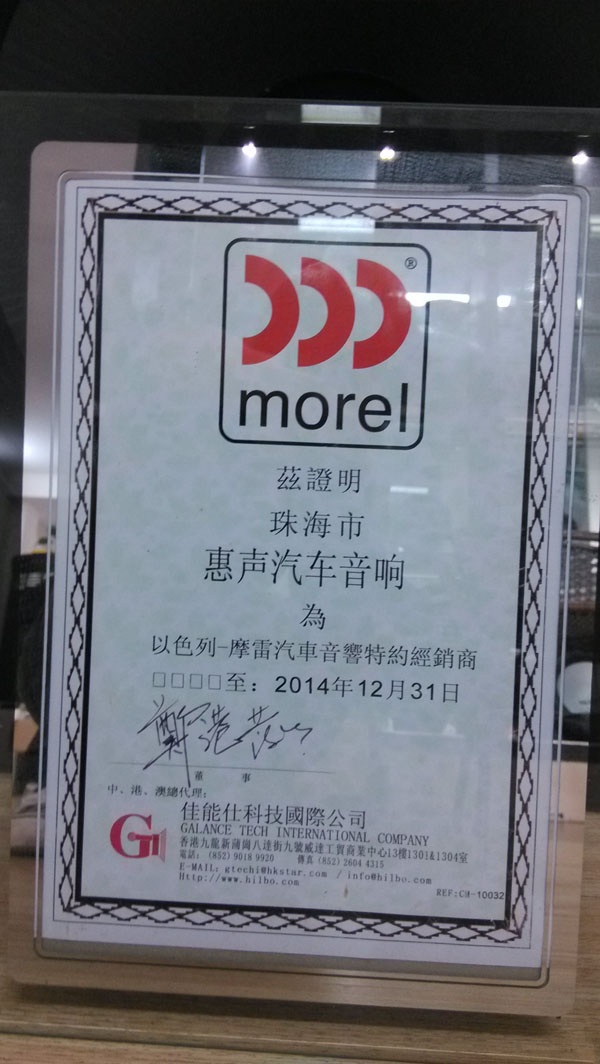 ®
morel
茲證明
珠海市
惠声汽车音响
為
以色列-摩雷汽車音響特約經銷商
□□□□至：2014年12月31日
董 事
中、港、澳總代理：
佳能仕科技國際公司
GI
GALANCE TECH INTERNATIONAL COMPANY
香港九龍新蒲崗八達街九號威達工貿商業中心13樓1301&1304室
電話：(852) 9018 9920 傳真 (852) 2604 4315
E-MAIL: gtechi@hkstar.com / info@hilbo.com
Http://www.hilbo.com
REF:CH-10032